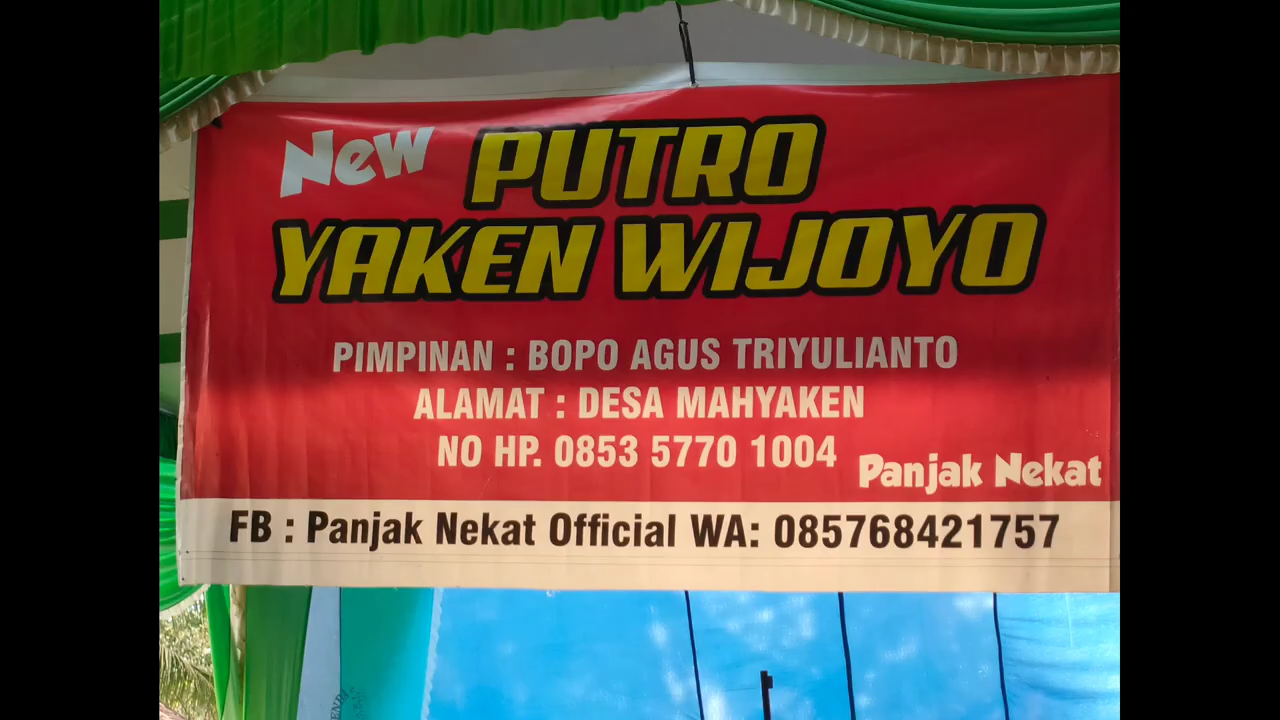 New PUTRO
YAKEN WIJOYO
PIMPINAN : BOPO AGUS TRIYULIANTO
ALAMAT : DESA MAHYAKEN
NO HP. 0853 5770 1004
Panjak Nekat
FB : Panjak Nekat Official WA: 085768421757